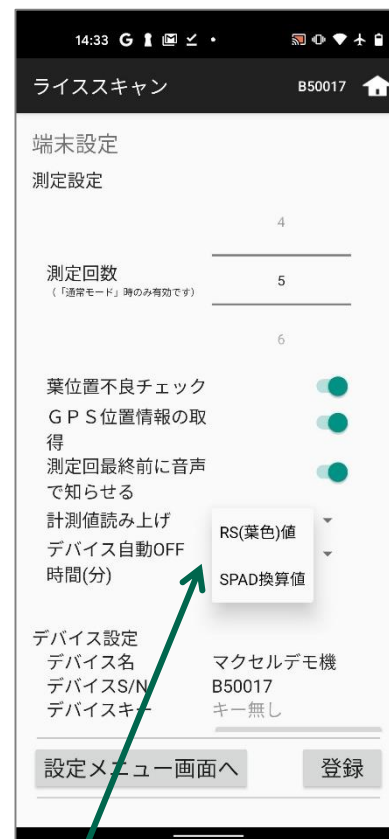 14:33 G
ライススキャン B50017
端末設定
測定設定
4
測定回数 5
(「通常モード」時のみ有効です)
6
葉位置不良チェック
GPS位置情報の取
得
測定回最終前に音声
で知らせる
計測値読み上げ RS(葉色)値
デバイス自動OFF
時間(分) SPAD換算値
デバイス設定
デバイス名 マクセルデモ機
デバイスS/N B50017
デバイスキー キー無し
設定メニュー画面へ 登録